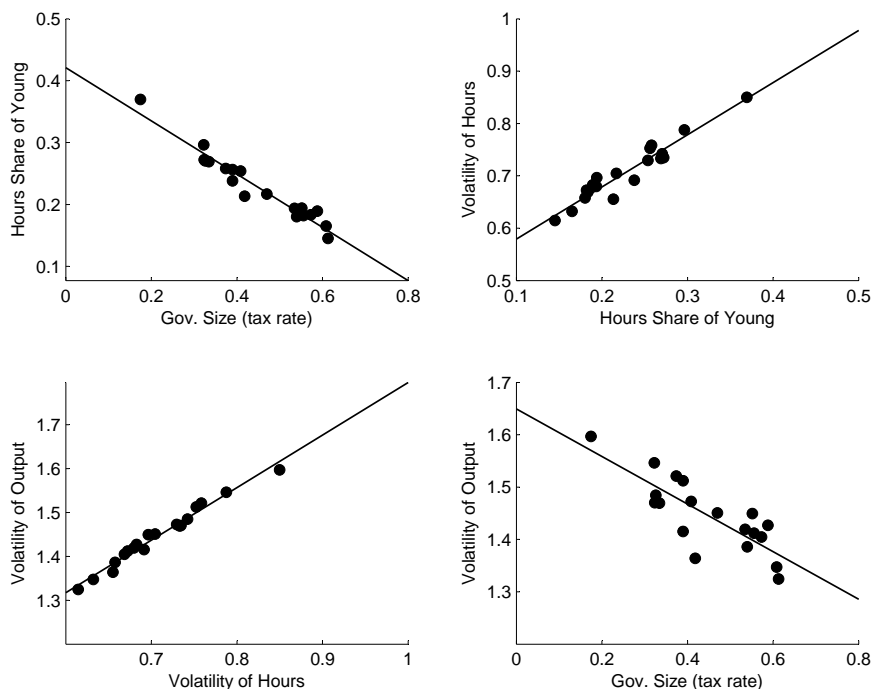 0.5
0.4
0.3
0.2
0.1
0 0.2 0.4 0.6 0.8
Gov. Size (tax rate)
Hours Share of Young
1
0.9
0.8
0.7
0.6
0.5
0.1 0.2 0.3 0.4 0.5
Hours Share of Young
Volatility of Hours
1.7
1.6
1.5
1.4
1.3
0.7 0.8 0.9 1
Volatility of Hours
Volatility of Output
1.7
1.6
1.5
1.4
1.3
0 0.2 0.4 0.6 0.8
Gov. Size (tax rate)
Volatility of Output